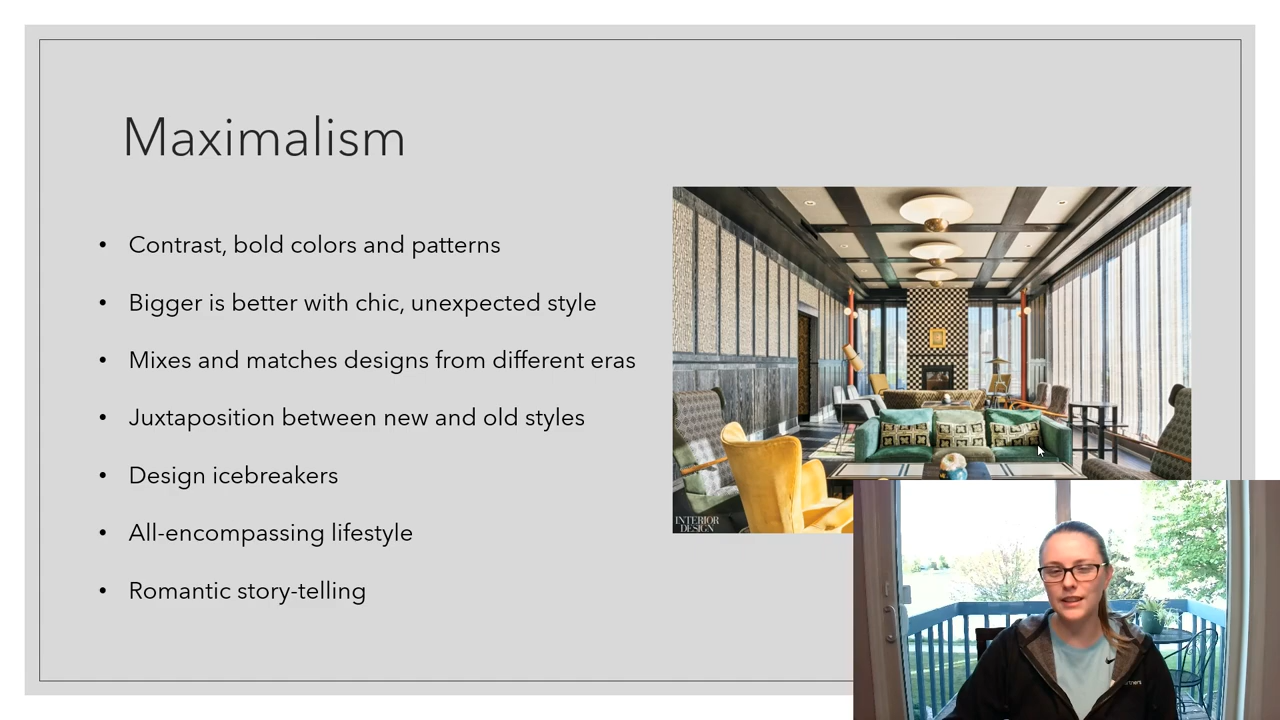 Maximalism
• Contrast, bold colors and patterns
• Bigger is better with chic, unexpected style
• Mixes and matches designs from different eras
• Juxtaposition between new and old styles
• Design icebreakers
• All-encompassing lifestyle
• Romantic story-telling
INTERIOR
DESIGN